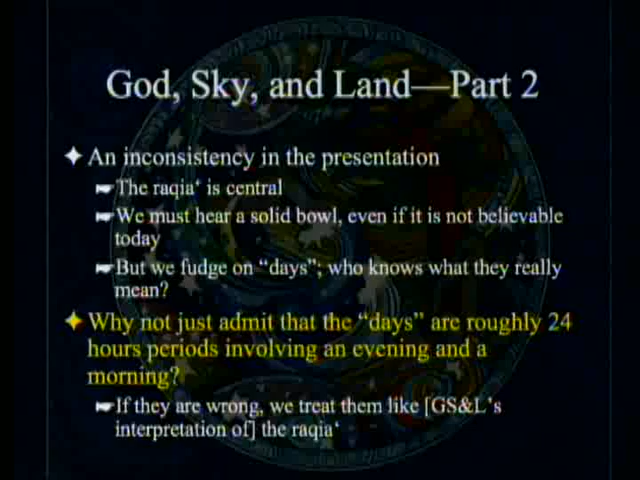 God, Sky, and Land—Part 2
An inconsistency in the presentation
The raqia‘ is central
We must hear a solid bowl, even if it is not believable
today
But we fudge on “days”; who knows what they really
mean?
Why not just admit that the “days” are roughly 24
hours periods involving an evening and a
morning?
If they are wrong, we treat them like [GS&L’s
interpretation of] the raqia‘